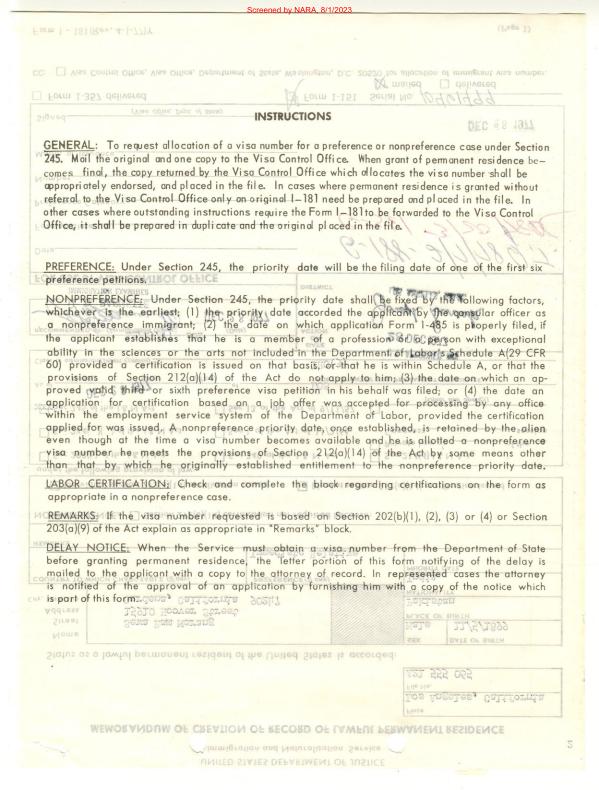 Screened by NARA, 8/1/2023
INSTRUCTIONS
GENERAL: To request allocation of a visa number for a preference or nonpreference case under Section
245. Mail the original and one copy to the Visa Control Office. When grant of permanent residence be-
comes final, the copy returned by the Visa Control Office which allocates the visa number shall be
appropriately endorsed, and placed in the file. In cases where permanent residence is granted without
referral to the Visa Control Office only an original I-181 need be prepared and placed in the file. In
other cases where outstanding instructions require the Form I-181 to be forwarded to the Visa Control
Office, it shall be prepared in duplicate and the original placed in file.
PREFERENCE: Under Section 245, the priority date will be the filing date of one of the first six
preference petitions.
NONPREFERENCE: Under Section 245, the priority date shall be fixed by the following factors,
whichever is the earliest; (1) the priority date accorded the applicant by the consular officer as
a nonpreference immigrant; (2) the date on which application Form I-485 is properly filed, if
the applicant establishes that he is a member of a profession or person with exceptional
ability in the sciences or the arts not included in the Department of Labor's Schedule A(29 CFR
60) provided a certification is issued on that basis, or that he is within Schedule A, or that the
provisions of Section 212(a)(14) of the Act do not apply to him; (3) the date on which an ap-
proved valid third or sixth preference visa petition in his behalf was filed; or (4) the date an
application for certification based on a job offer was accepted for processing by any office
within the employment service system of the Department of Labor, provided the certification
applied for was issued. A nonpreference priority date, once established, is retained by the alien
even though at the time a visa number becomes available and he is allotted a nonpreference
visa number he meets the provisions of Section 212(a)(14) of the Act by some means other
than that by which he originally established entitlement to the nonpreference priority date.
LABOR CERTIFICATION: Check and complete the block regarding certifications on the form as
appropriate in a nonpreference case.
REMARKS: If the visa number requested is based on Section 202(b)(1), (2), (3) or (4) or Section
203(a)(9) of the Act explain as appropriate in "Remarks" block.
DELAY NOTICE: When the Service must obtain a visa number from the Department of State
before granting permanent residence, the letter portion of this form notifying of the delay is
mailed to the applicant with a copy to the attorney of record. In represented cases the attorney
is notified of the approval of an application by furnishing him with a copy of the notice which
is part of this form.